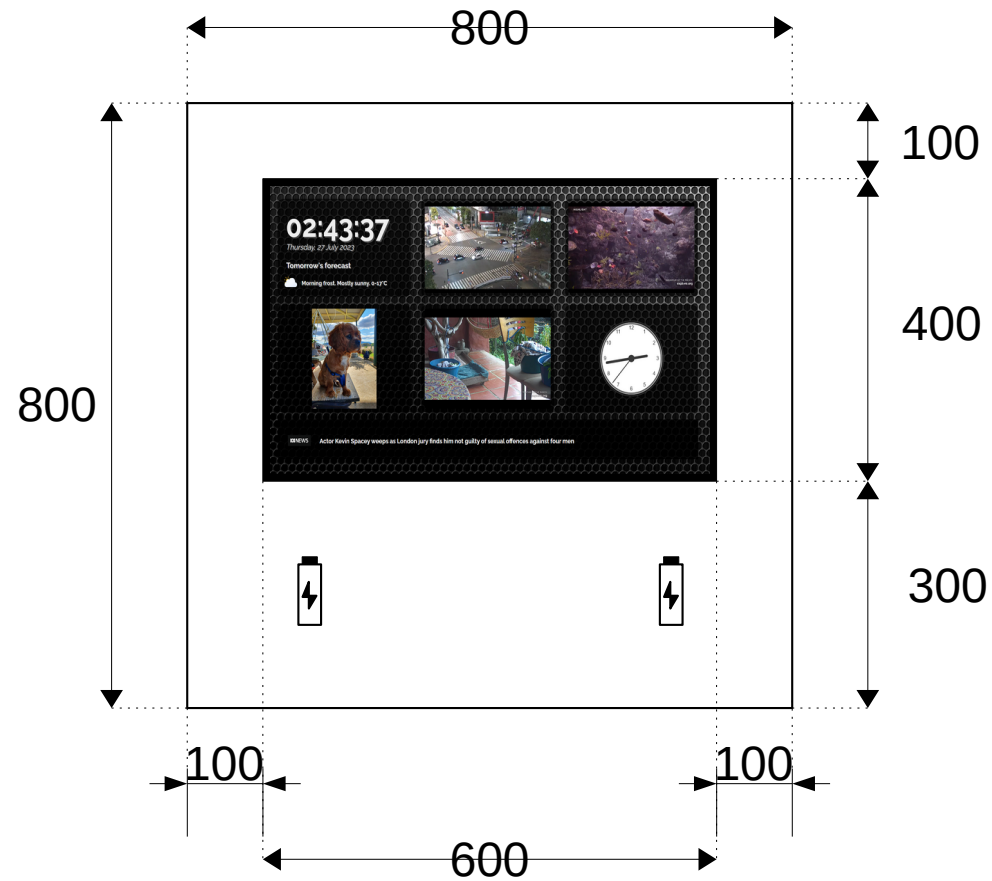 800
100
02:43:37
Thursday, 27 July 2023
Tomorrow's forecast
Morning frost. Mostly sunny. 0-17°C
400
800
NEWS
Actor Kevin Spacey weeps as London jury finds him not guilty of sexual offences against four men
300
100
100
600